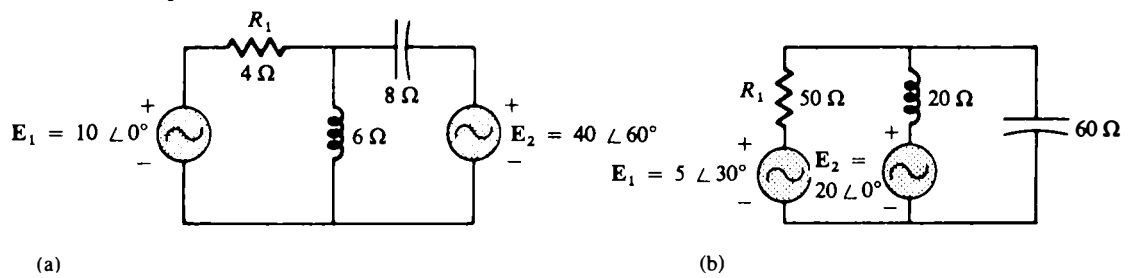 R₁
4 Ω
8 Ω
+
E₁ = 10 ∠0°
−
6 Ω
+
E₂ = 40 ∠60°
−
(a)
R₁
50 Ω
20 Ω
60 Ω
+
E₁ = 5 ∠30°
−
+
E₂ =
20 ∠0°
−
(b)